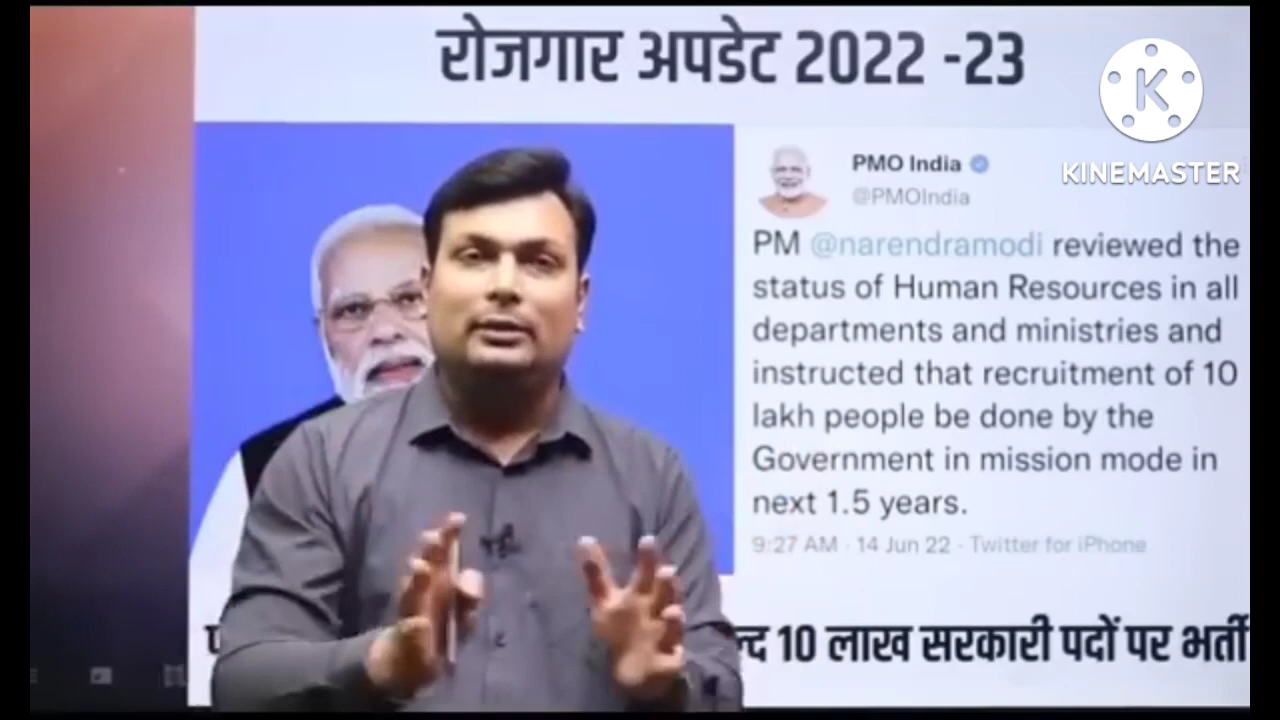 रोजगार अपडेट 2022 -23
K
KINEMASTER
PMO India
@PMOIndia
PM @narendramodi reviewed the
status of Human Resources in all
departments and ministries and
instructed that recruitment of 10
lakh people be done by the
Government in mission mode in
next 1.5 years.
9:27 AM · 14 Jun 22 · Twitter for iPhone
10 लाख सरकारी पदों पर भर्ती